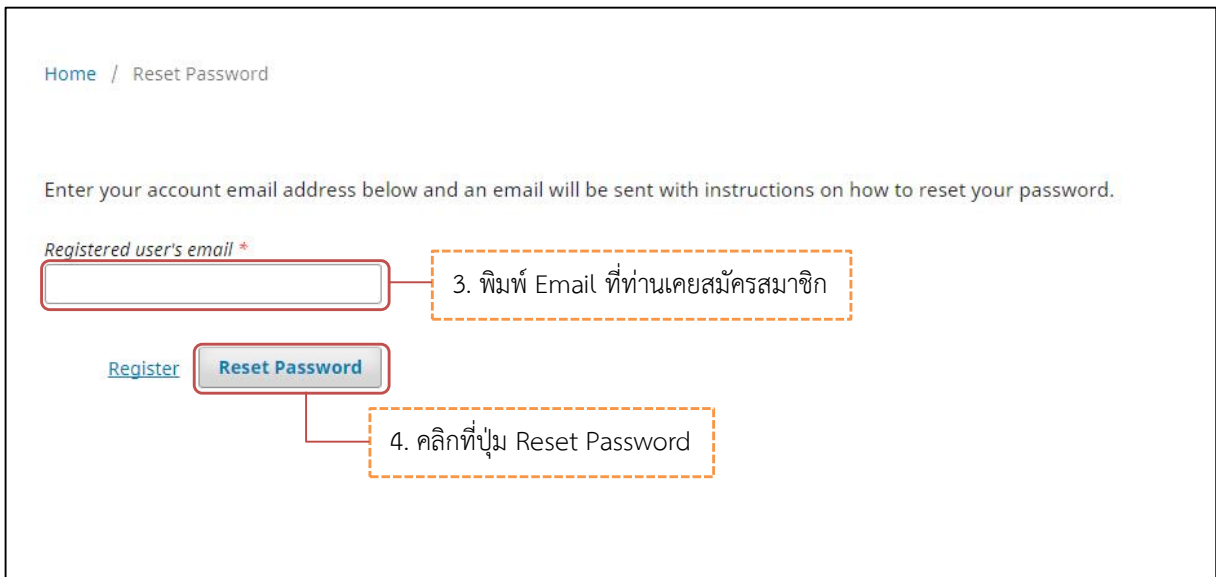 Home / Reset Password
Enter your account email address below and an email will be sent with instructions on how to reset your password.
Registered user's email *
3. พิมพ์ Email ที่ท่านเคยสมัครสมาชิก
Register Reset Password
4. คลิกที่ปุ่ม Reset Password